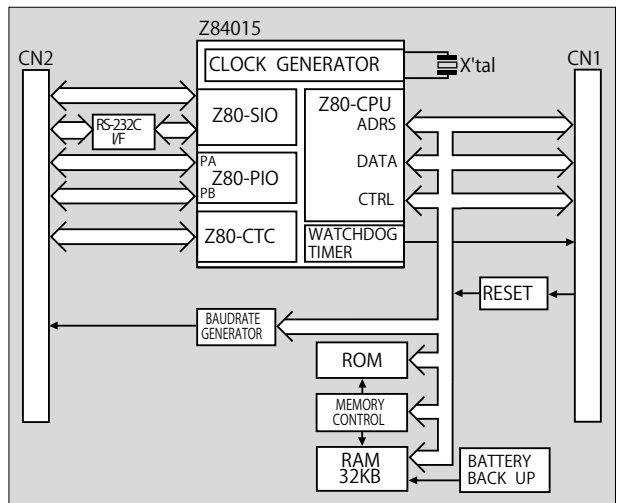 Z84015
CN2
CN1
CLOCK GENERATOR
X'tal
Z80-SIO
Z80-CPU
ADRS
RS-232C
I/F
PA
Z80-PIO
PB
DATA
CTRL
Z80-CTC
WATCHDOG
TIMER
RESET
BAUDRATE
GENERATOR
ROM
MEMORY
CONTROL
RAM
32KB
BATTERY
BACK UP